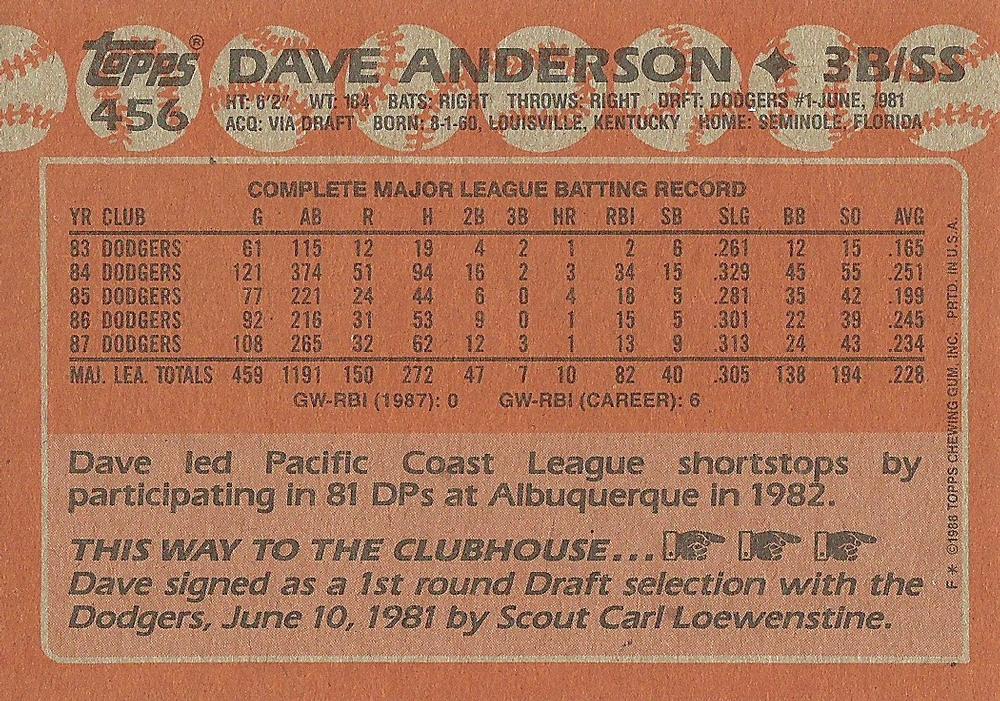 topps® DAVE ANDERSON ✦ 3B/SS
456 HT: 6'2" WT: 184 BATS: RIGHT THROWS: RIGHT DRFT: DODGERS #1-JUNE, 1981
ACQ: VIA DRAFT BORN: 8-1-60, LOUISVILLE, KENTUCKY HOME: SEMINOLE, FLORIDA
COMPLETE MAJOR LEAGUE BATTING RECORD
YR CLUB G AB R H 2B 3B HR RBI SB SLG BB SO AVG
83 DODGERS 61 115 12 19 4 2 1 2 6 .261 12 15 .165
84 DODGERS 121 374 51 94 16 2 3 34 15 .329 45 55 .251
85 DODGERS 77 221 24 44 6 0 4 18 5 .281 35 42 .199
86 DODGERS 92 216 31 53 9 0 1 15 5 .301 22 39 .245
87 DODGERS 108 265 32 62 12 3 1 13 9 .313 24 43 .234
MAJ. LEA. TOTALS 459 1191 150 272 47 7 10 82 40 .305 138 194 .228
GW-RBI (1987): 0 GW-RBI (CAREER): 6
Dave led Pacific Coast League shortstops by
participating in 81 DPs at Albuquerque in 1982.
THIS WAY TO THE CLUBHOUSE...
Dave signed as a 1st round Draft selection with the
Dodgers, June 10, 1981 by Scout Carl Loewenstine.
F* ©1988 TOPPS CHEWING GUM, INC. PRTD. IN U.S.A.